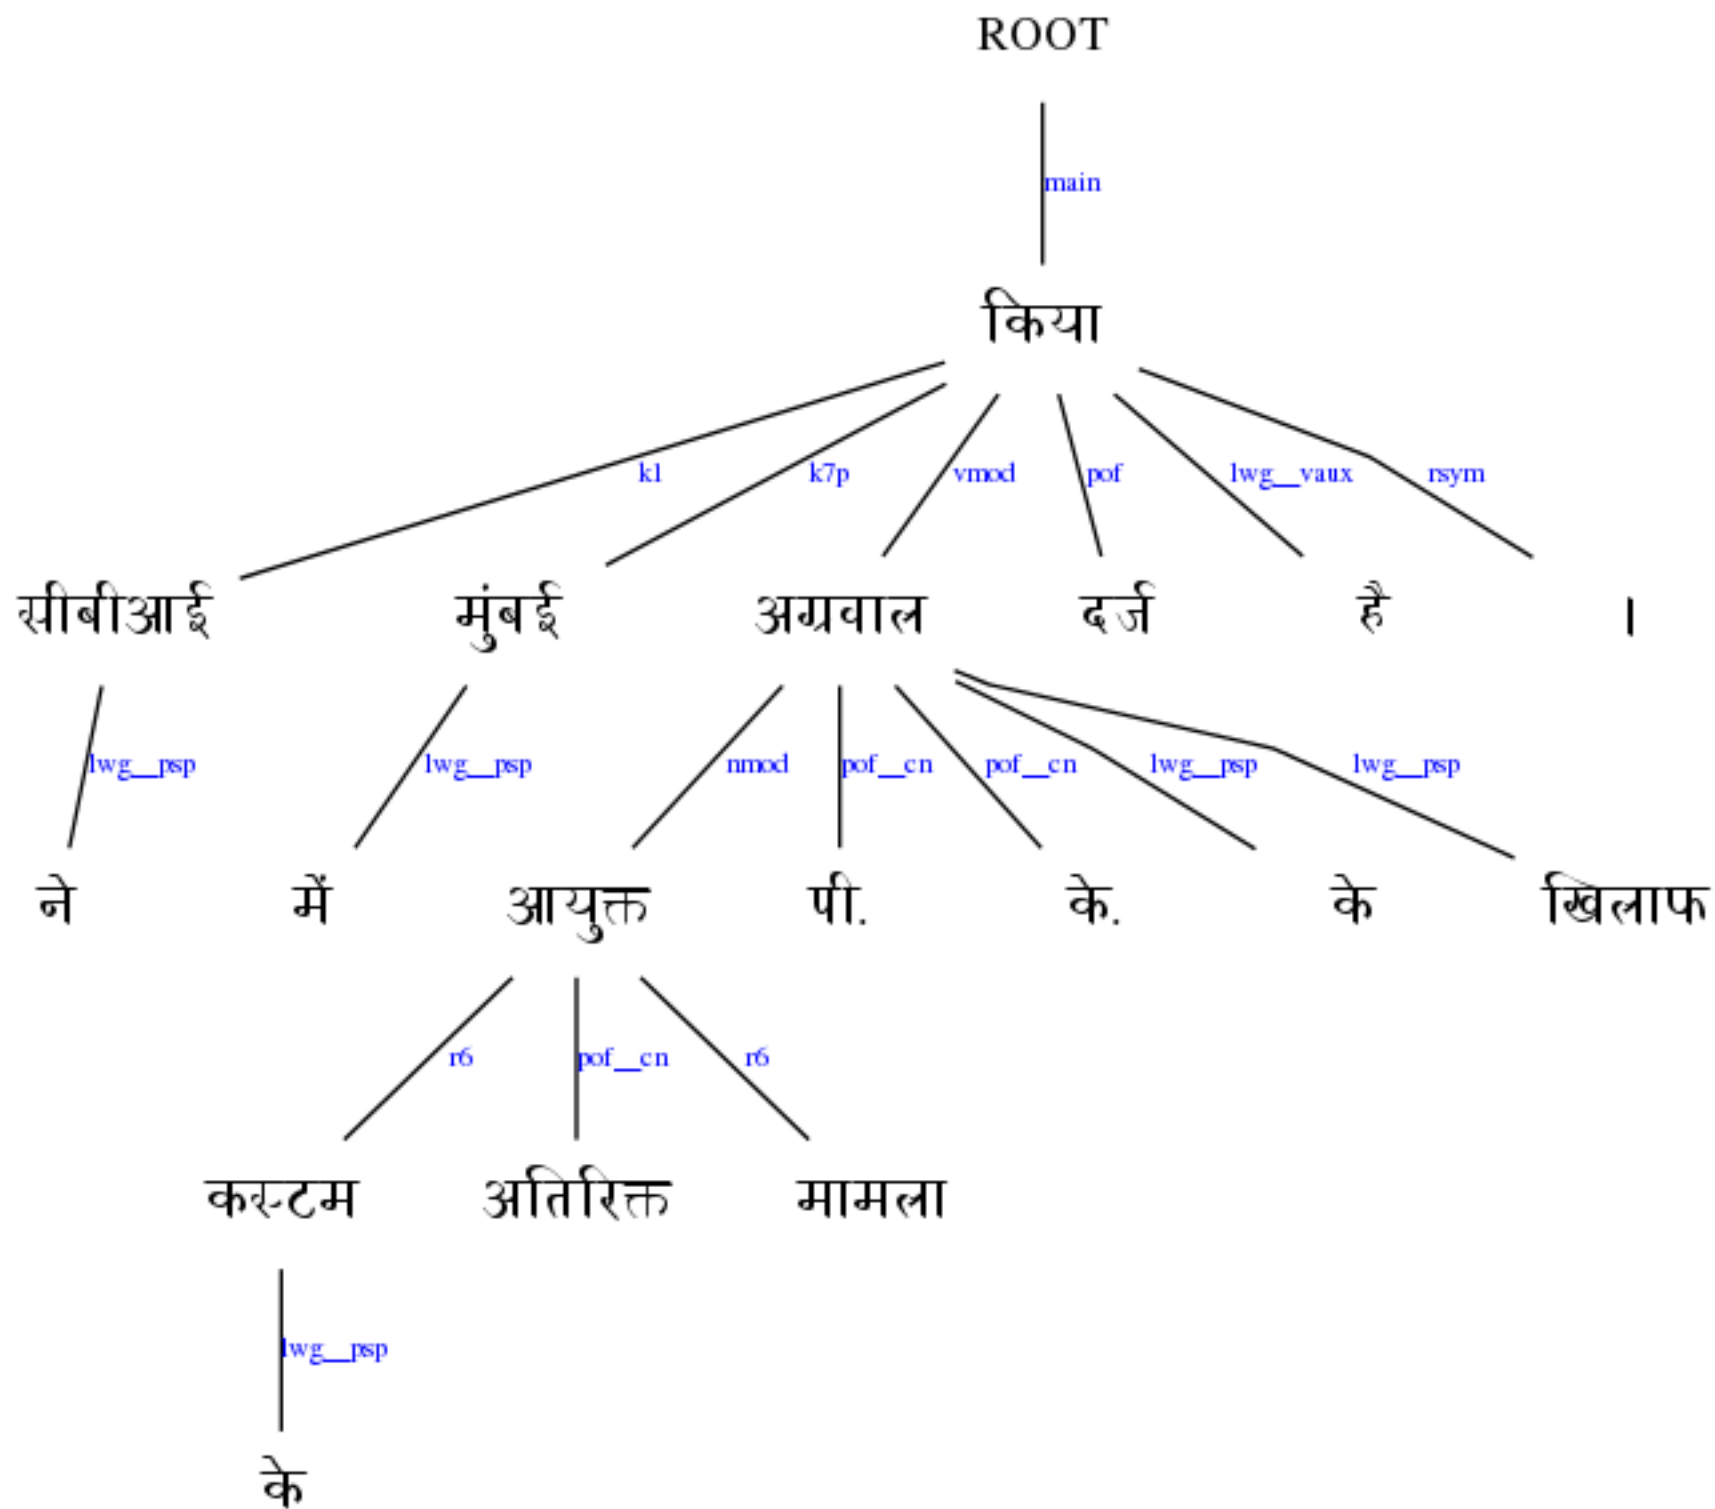 ROOT
main
किया
k1 k7p vmod pof lwg__vaux rsym
सीबीआई मुंबई अग्रवाल दर्ज है ।
lwg__psp lwg__psp nmod pof__cn pof__cn lwg__psp lwg__psp
ने में आयुक्त पी. के. के खिलाफ
r6 pof__cn r6
कस्टम अतिरिक्त मामला
lwg__psp
के